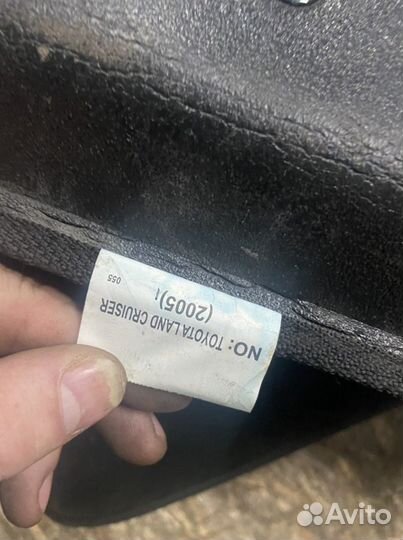 NO: TOYOTA LAND CRUISER
(2005);
055
Avito